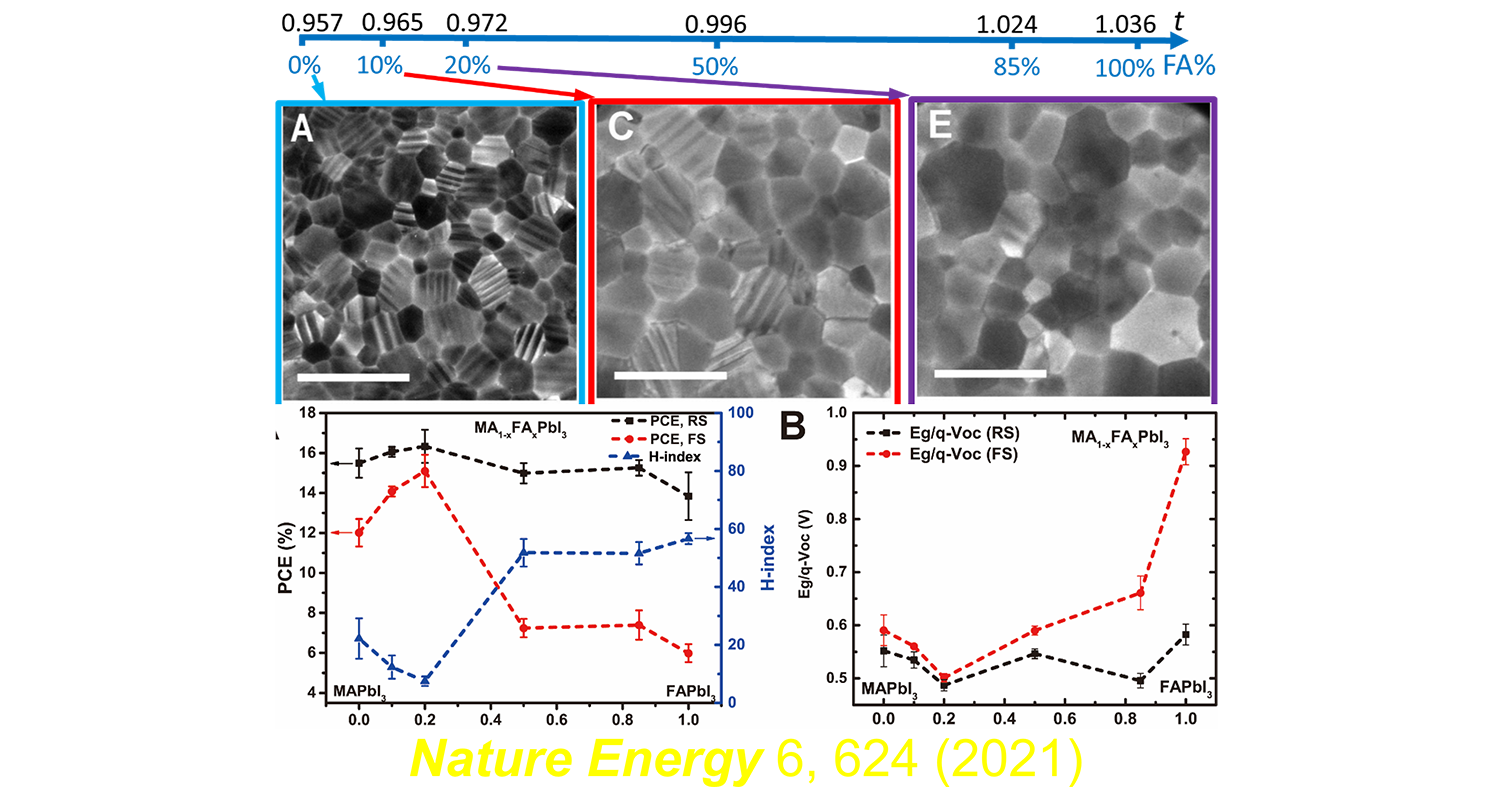 0.957 0.965 0.972 0.996 1.024 1.036 t
0% 10% 20% 50% 85% 100% FA%
A C E
18
16
14
12
10
8
6
4
PCE (%)
MA1-xFAxPbI3
PCE, RS
PCE, FS
H-index
MAPbI3
FAPbI3
100
80
60
40
20
0
H-index
0.0 0.2 0.4 0.6 0.8 1.0
B
1.0
0.9
0.8
0.7
0.6
0.5
Eg/q-Voc (V)
Eg/q-Voc (RS)
Eg/q-Voc (FS)
MA1-xFAxPbI3
MAPbI3
FAPbI3
0.0 0.2 0.4 0.6 0.8 1.0
Nature Energy 6, 624 (2021)